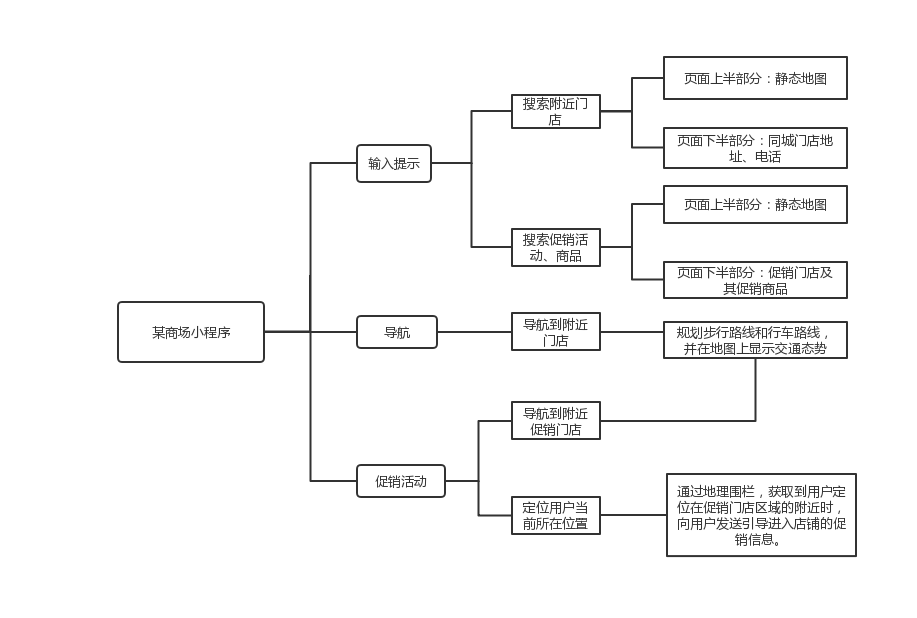 某商场小程序
输入提示
搜索附近门
店
页面上半部分：静态地图
页面下半部分：同城门店地
址、电话
搜索促销活
动、商品
页面上半部分：静态地图
页面下半部分：促销门店及
其促销商品
导航
导航到附近
门店
规划步行路线和行车路线，
并在地图上显示交通态势
促销活动
导航到附近
促销门店
定位用户当
前所在位置
通过地理围栏，获取到用户定
位在促销门店区域的附近时，
向用户发送引导进入店铺的促
销信息。